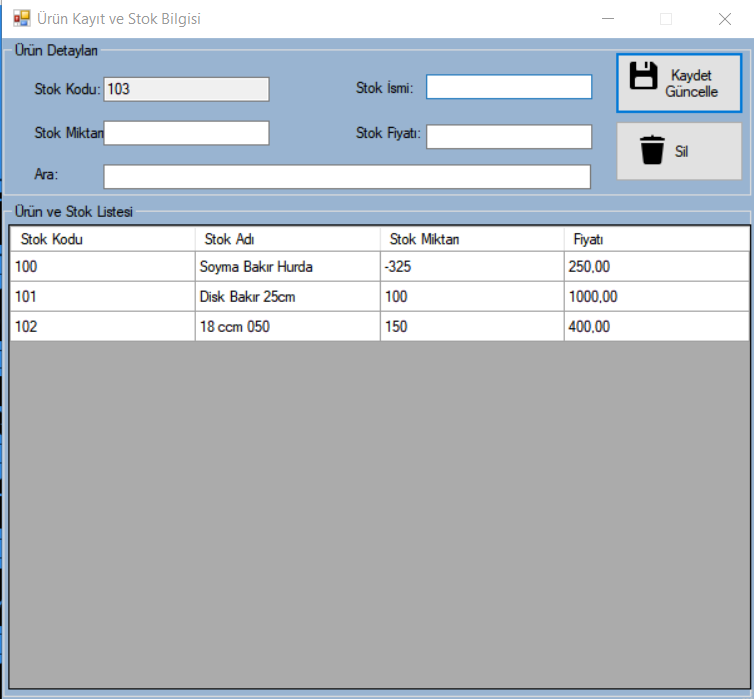 Ürün Kayıt ve Stok Bilgisi
Ürün Detayları
Stok Kodu: 103
Stok İsmi:
Kaydet
Güncelle
Stok Miktarı
Stok Fiyatı:
Sil
Ara:
Ürün ve Stok Listesi
Stok Kodu Stok Adı Stok Miktarı Fiyatı
100 Soyma Bakır Hurda -325 250,00
101 Disk Bakır 25cm 100 1000,00
102 18 ccm 050 150 400,00